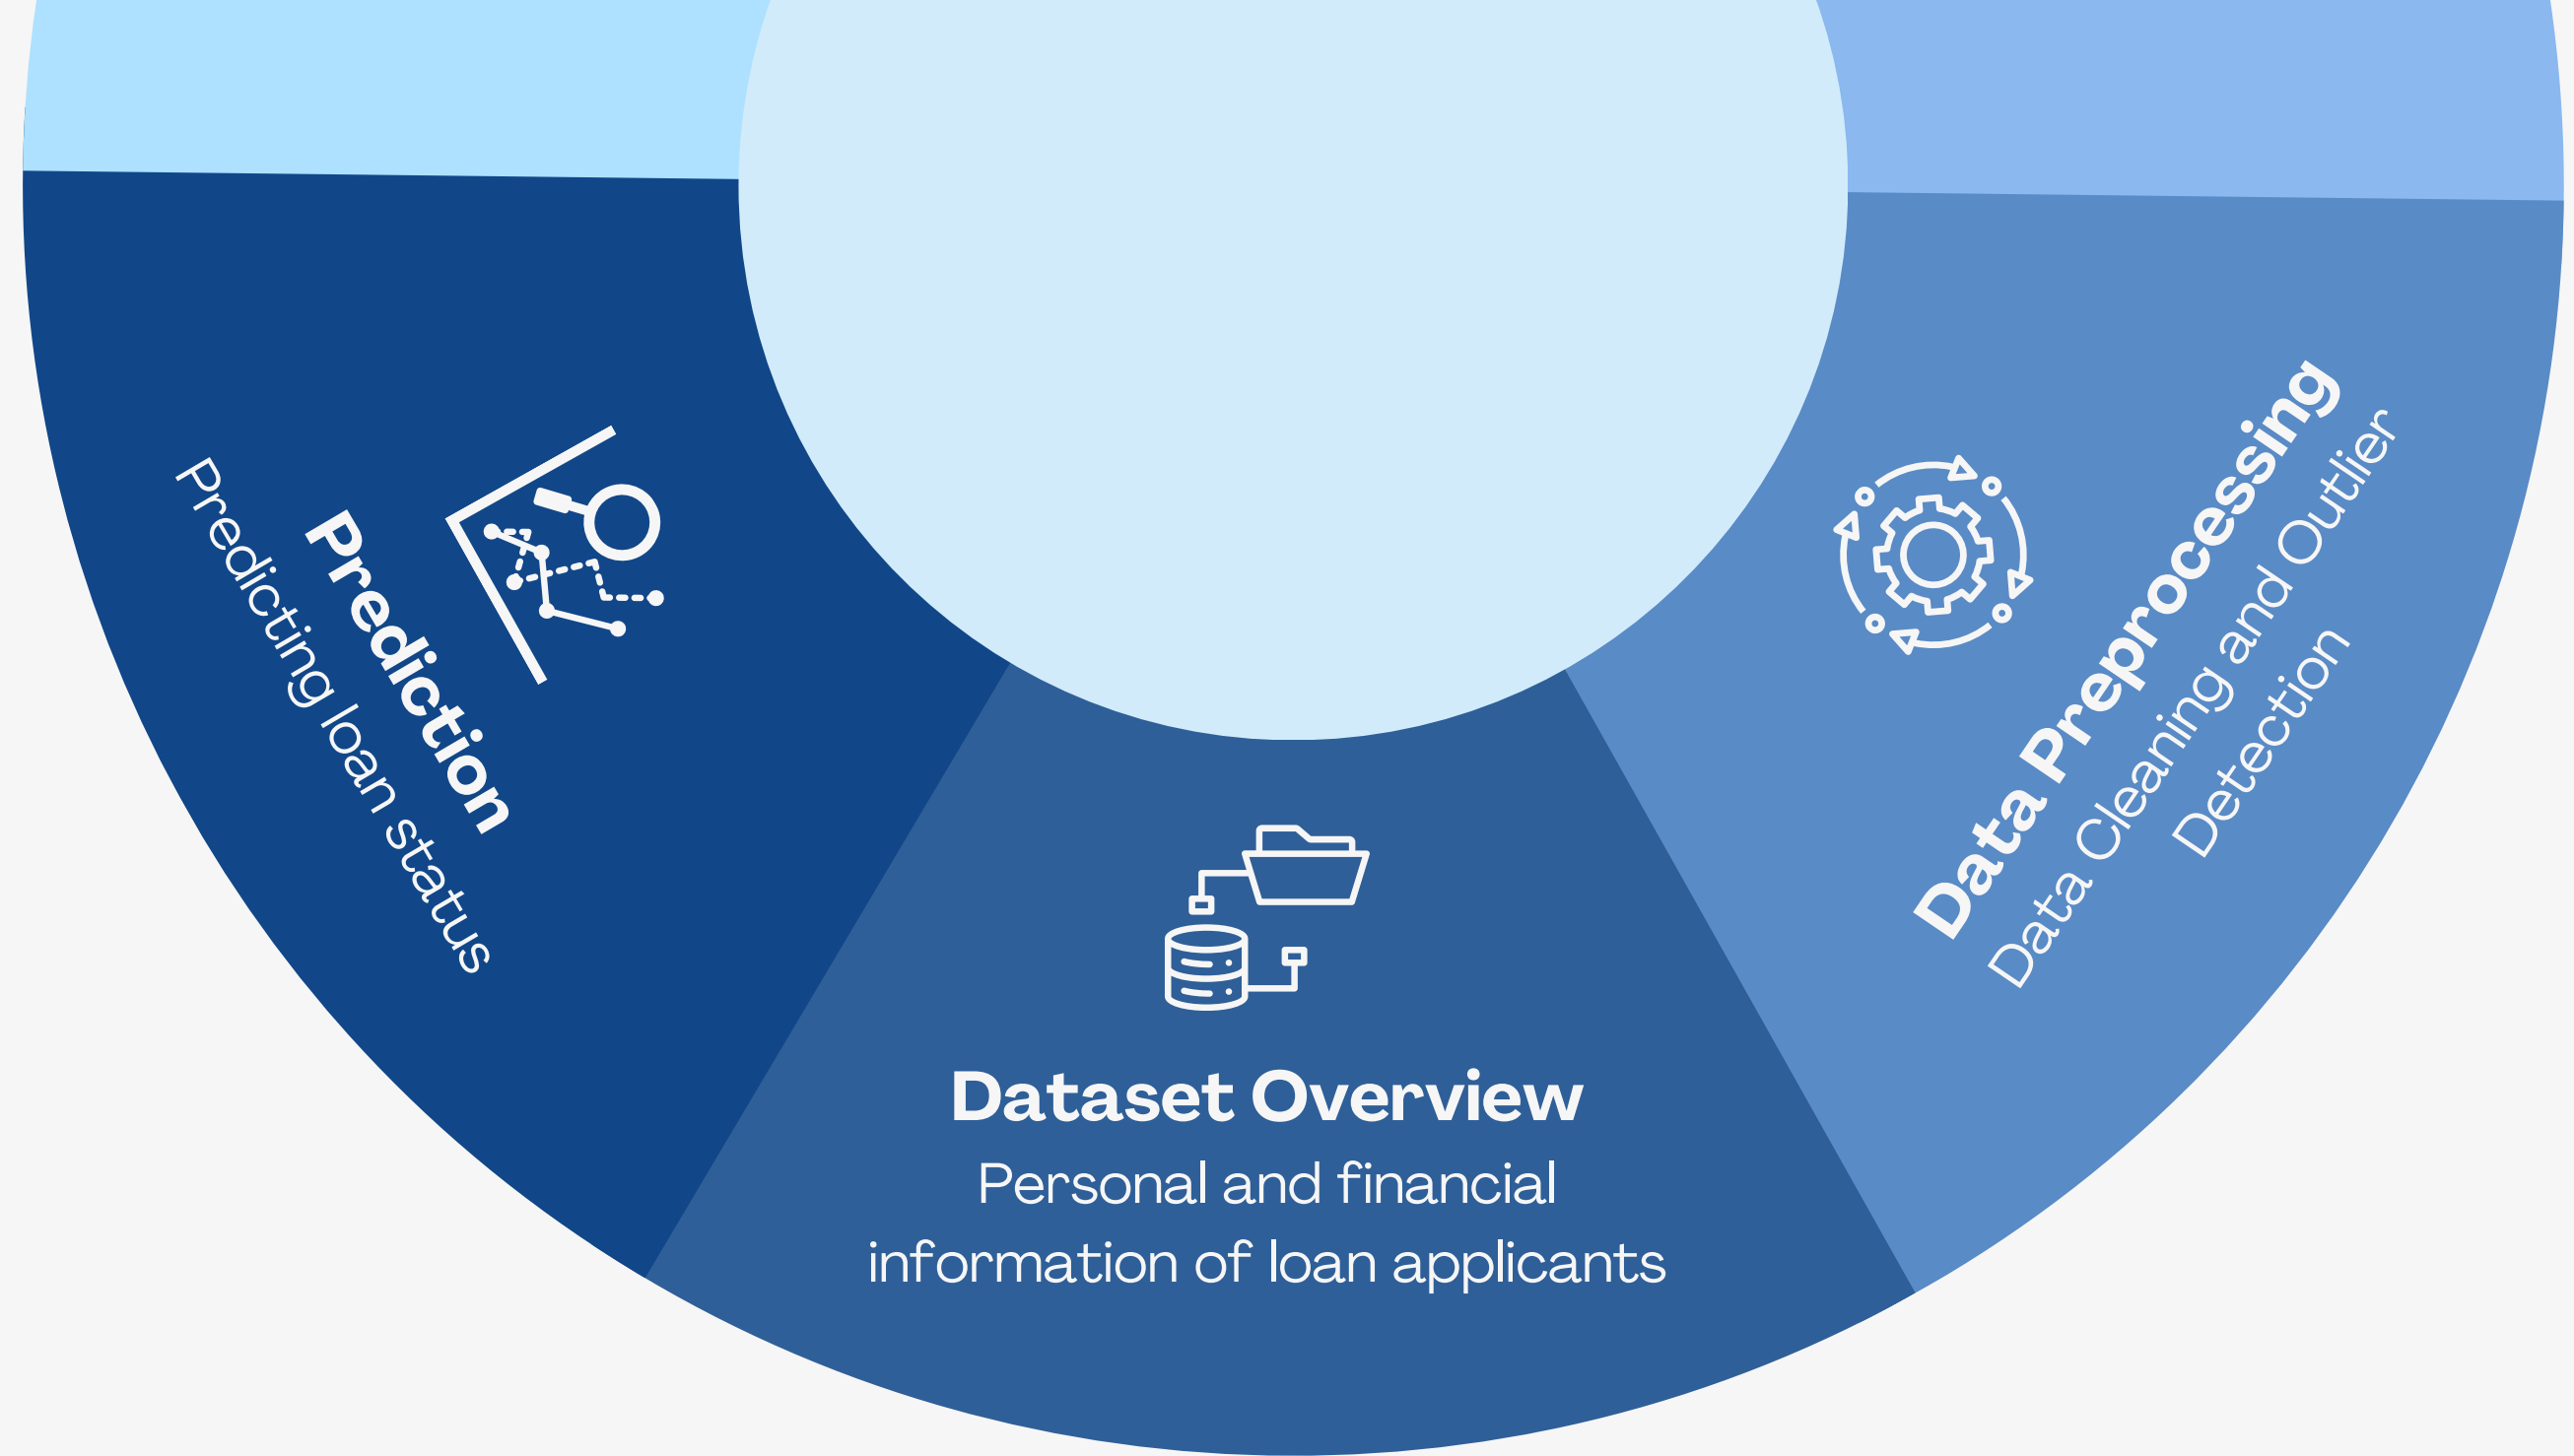 Prediction
Predicting loan status
Dataset Overview
Personal and financial
information of loan applicants
Data Preprocessing
Data Cleaning and Outlier
Detection